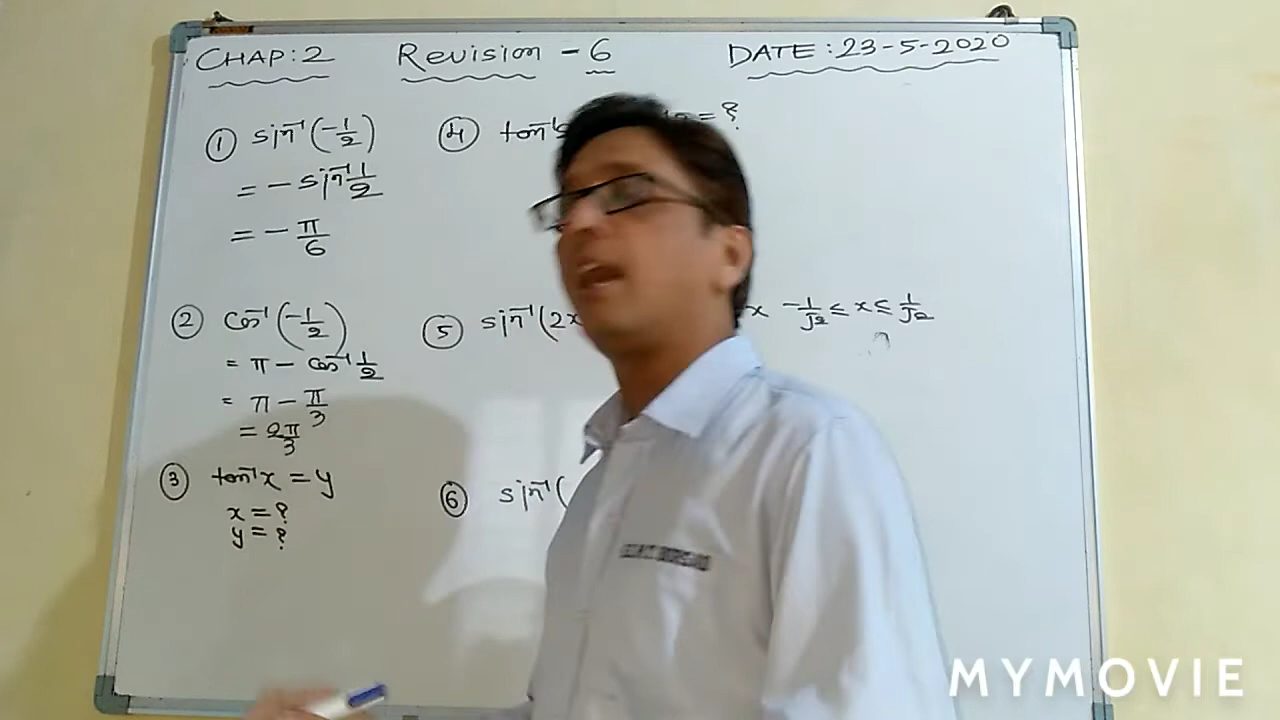 CHAP:2 Revision - 6 DATE: 23-5-2020
① sin⁻¹(-1/2)
= - sin⁻¹ 1/2
= - π/6
② cos⁻¹(-1/2)
= π - cos⁻¹ 1/2
= π - π/3
= 2π/3
③ tan⁻¹x = y
x = ?
y = ?
④ tan⁻¹ = ?
⑤ sin⁻¹(2x x -1/√2 ≤ x ≤ 1/√2
⑥ sin⁻¹(
MYMOVIE